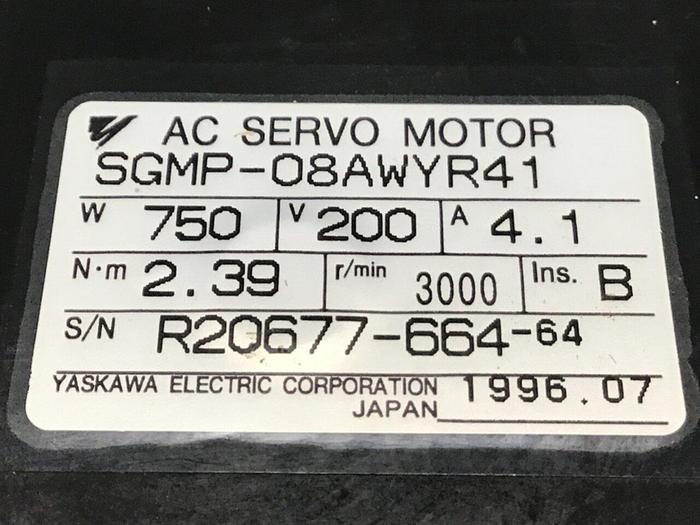 AC SERVO MOTOR
SGMP-08AWYR41
W 750 V 200 A 4.1
N·m 2.39 r/min 3000 Ins. B
S/N R20677-664-64
YASKAWA ELECTRIC CORPORATION 1996.07
JAPAN